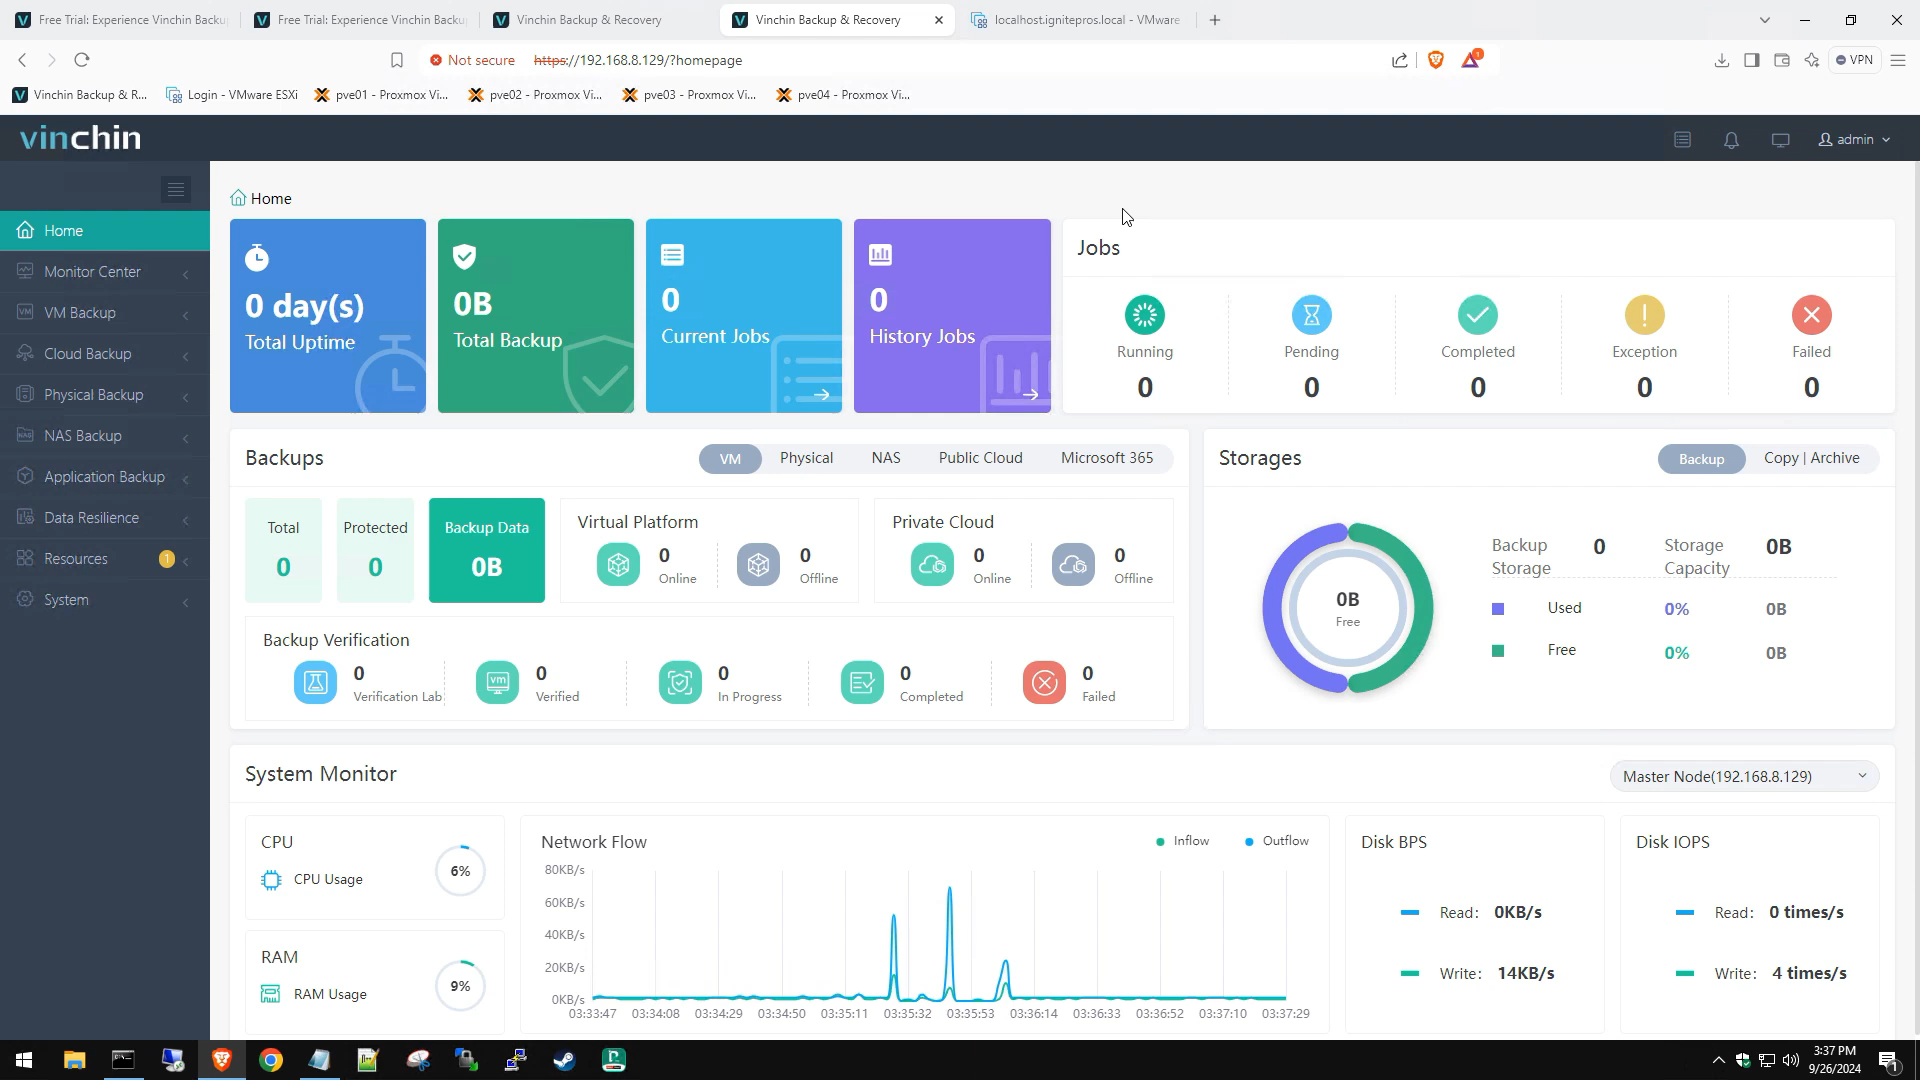 Free Trial: Experience Vinchin Backu
Free Trial: Experience Vinchin Backu
Vinchin Backup & Recovery
Vinchin Backup & Recovery
localhost.ignitepros.local - VMware
Not secure
https://192.168.8.129/?homepage
1
VPN
Vinchin Backup & R...
Login - VMware ESXi
pve01 - Proxmox Vi...
pve02 - Proxmox Vi...
pve03 - Proxmox Vi...
pve04 - Proxmox Vi...
vinchin
admin
Home
Monitor Center
VM Backup
Cloud Backup
Physical Backup
NAS Backup
Application Backup
Data Resilience
Resources 1
System
Home
0 day(s)
Total Uptime
0B
Total Backup
0
Current Jobs
0
History Jobs
Jobs
Running
0
Pending
0
Completed
0
Exception
0
Failed
0
Backups
VM
Physical
NAS
Public Cloud
Microsoft 365
Total
0
Protected
0
Backup Data
0B
Virtual Platform
0
Online
0
Offline
Private Cloud
0
Online
0
Offline
Backup Verification
0
Verification Lab
vm
0
Verified
0
In Progress
0
Completed
0
Failed
Storages
Backup
Copy | Archive
0B
Free
Backup
Storage
0
Storage
Capacity
0B
Used 0% 0B
Free 0% 0B
System Monitor
Master Node(192.168.8.129)
CPU
CPU Usage
6%
RAM
RAM Usage
9%
Network Flow
Inflow
Outflow
80KB/s
60KB/s
40KB/s
20KB/s
0KB/s
03:33:47 03:34:08 03:34:29 03:34:50 03:35:11 03:35:32 03:35:53 03:36:14 03:36:33 03:36:52 03:37:10 03:37:29
Disk BPS
Read: 0KB/s
Write: 14KB/s
Disk IOPS
Read: 0 times/s
Write: 4 times/s
3:37 PM
9/26/2024
1